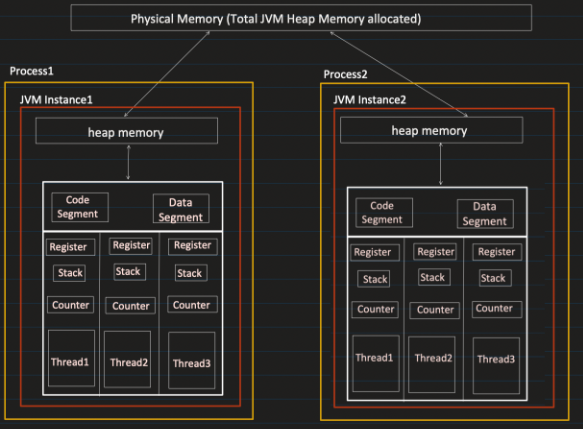 Physical Memory (Total JVM Heap Memory allocated)
Process1
JVM Instance1
heap memory
Code
Segment
Data
Segment
Register
Register
Register
Stack
Stack
Stack
Counter
Counter
Counter
Thread1
Thread2
Thread3
Process2
JVM Instance2
heap memory
Code
Segment
Data
Segment
Register
Register
Register
Stack
Stack
Stack
Counter
Counter
Counter
Thread1
Thread2
Thread3